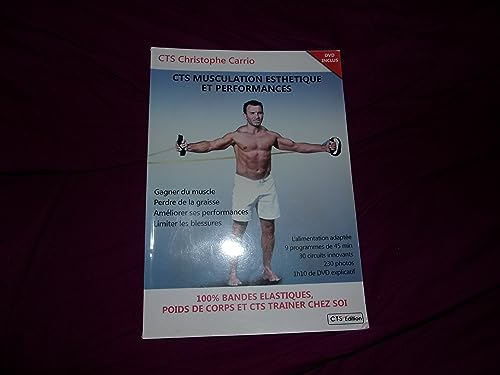 CTS Christophe Carrio
DVD
INCLUS
CTS MUSCULATION ESTHETIQUE
ET PERFORMANCES
Gagner du muscle
Perdre de la graisse
Améliorer ses performances
Limiter les blessures
L'alimentation adaptée
9 programmes de 45 min
30 circuits innovants
230 photos
1h10 de DVD explicatif
100% BANDES ELASTIQUES,
POIDS DE CORPS ET CTS TRAINER CHEZ SOI
CTS Edition